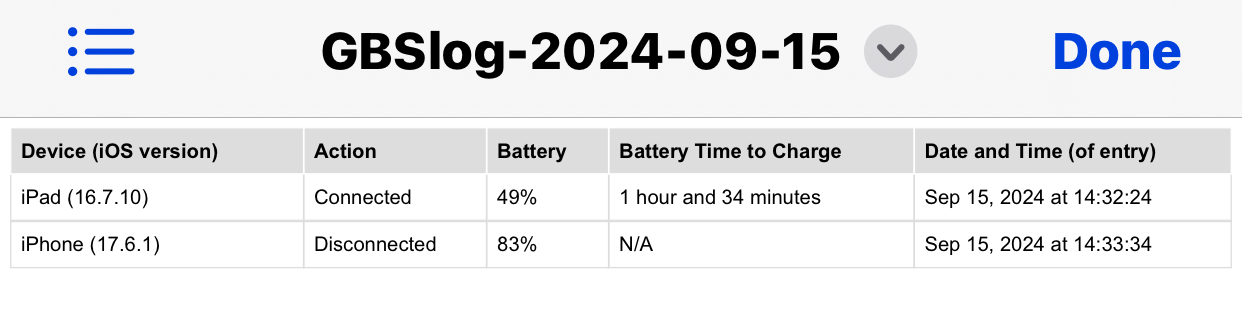 GBSlog-2024-09-15 Done
Device (iOS version) Action Battery Battery Time to Charge Date and Time (of entry)
iPad (16.7.10) Connected 49% 1 hour and 34 minutes Sep 15, 2024 at 14:32:24
iPhone (17.6.1) Disconnected 83% N/A Sep 15, 2024 at 14:33:34